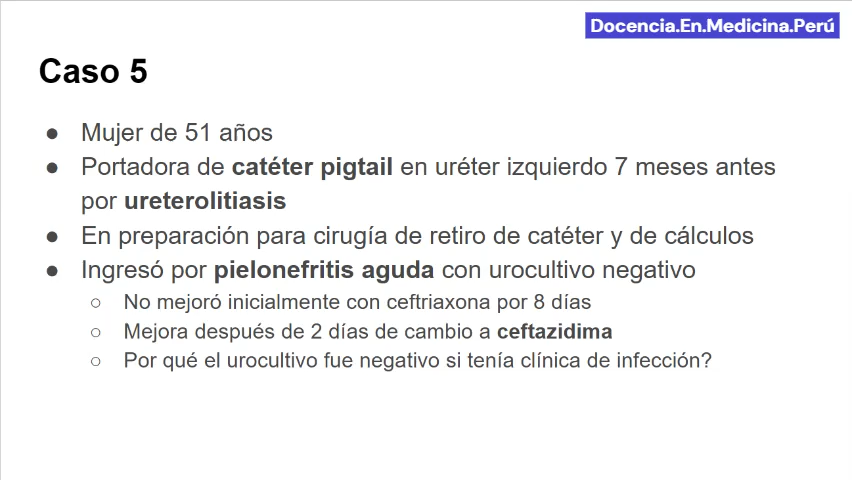 Docencia.En.Medicina.Perú
Caso 5
● Mujer de 51 años
● Portadora de catéter pigtail en uréter izquierdo 7 meses antes
por ureterolitiasis
● En preparación para cirugía de retiro de catéter y de cálculos
● Ingresó por pielonefritis aguda con urocultivo negativo
○ No mejoró inicialmente con ceftriaxona por 8 días
○ Mejora después de 2 días de cambio a ceftazidima
○ Por qué el urocultivo fue negativo si tenía clínica de infección?